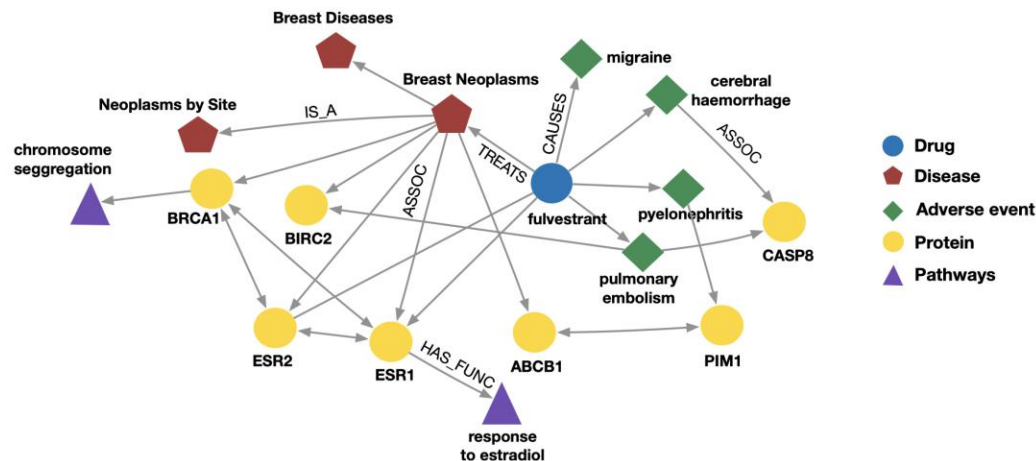 Breast Diseases
migraine
Breast Neoplasms
cerebral
haemorrhage
Neoplasms by Site
IS_A
CAUSES
ASSOC
chromosome
seggregation
TREATS
Drug
Disease
ASSOC
fulvestrant
pyelonephritis
Adverse event
BRCA1
BIRC2
CASP8
Protein
pulmonary
embolism
Pathways
ESR2
ESR1
HAS_FUNC
ABCB1
PIM1
response
to estradiol